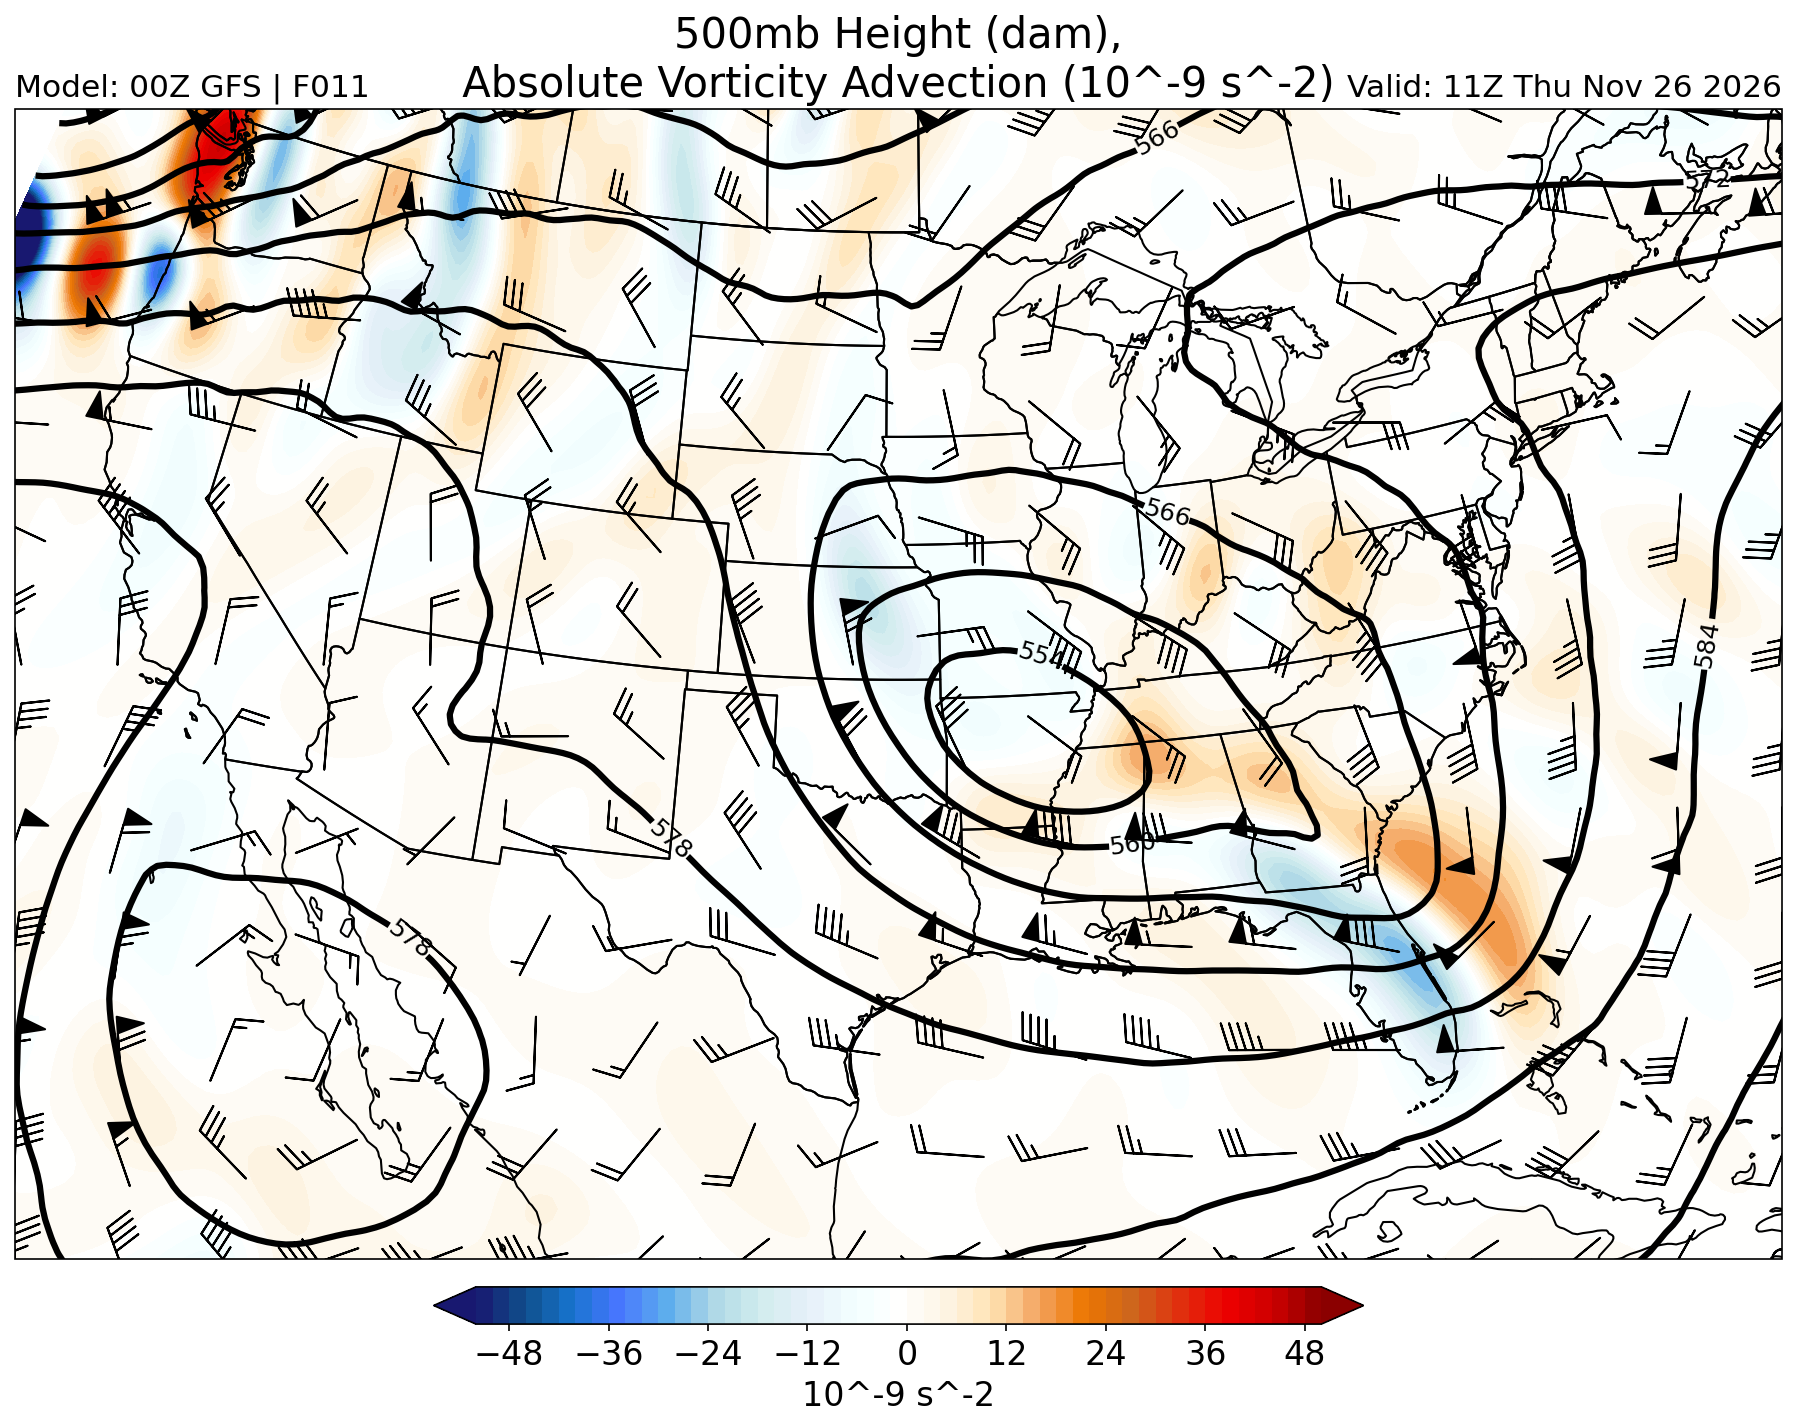 500mb Height (dam),
Model: 00Z GFS | F011 Absolute Vorticity Advection (10^-9 s^-2) Valid: 11Z Thu Nov 26 2026
566
572
566
554
584
560
578
578
−48 −36 −24 −12 0 12 24 36 48
10^-9 s^-2